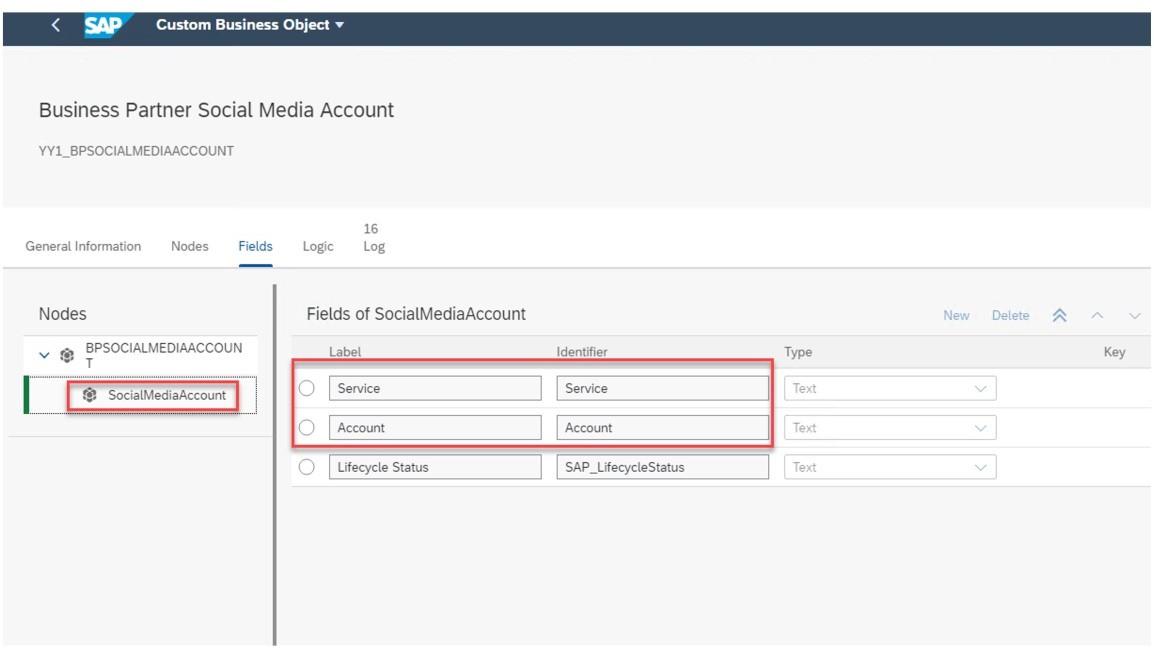 SAP Custom Business Object
Business Partner Social Media Account
YY1_BPSOCIALMEDIAACCOUNT
16
General Information Nodes Fields Logic Log
Nodes
BPSOCIALMEDIAACCOUN
T
SocialMediaAccount
Fields of SocialMediaAccount New Delete
Label Identifier Type Key
Service Service Text
Account Account Text
Lifecycle Status SAP_LifecycleStatus Text